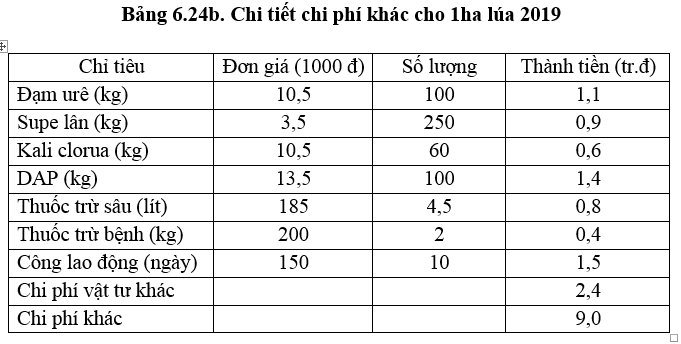 Bảng 6.24b. Chi tiết chi phí khác cho 1ha lúa 2019
Chỉ tiêu Đơn giá (1000 đ) Số lượng Thành tiền (tr.đ)
Đạm urê (kg) 10,5 100 1,1
Supe lân (kg) 3,5 250 0,9
Kali clorua (kg) 10,5 60 0,6
DAP (kg) 13,5 100 1,4
Thuốc trừ sâu (lít) 185 4,5 0,8
Thuốc trừ bệnh (kg) 200 2 0,4
Công lao động (ngày) 150 10 1,5
Chi phí vật tư khác 2,4
Chi phí khác 9,0